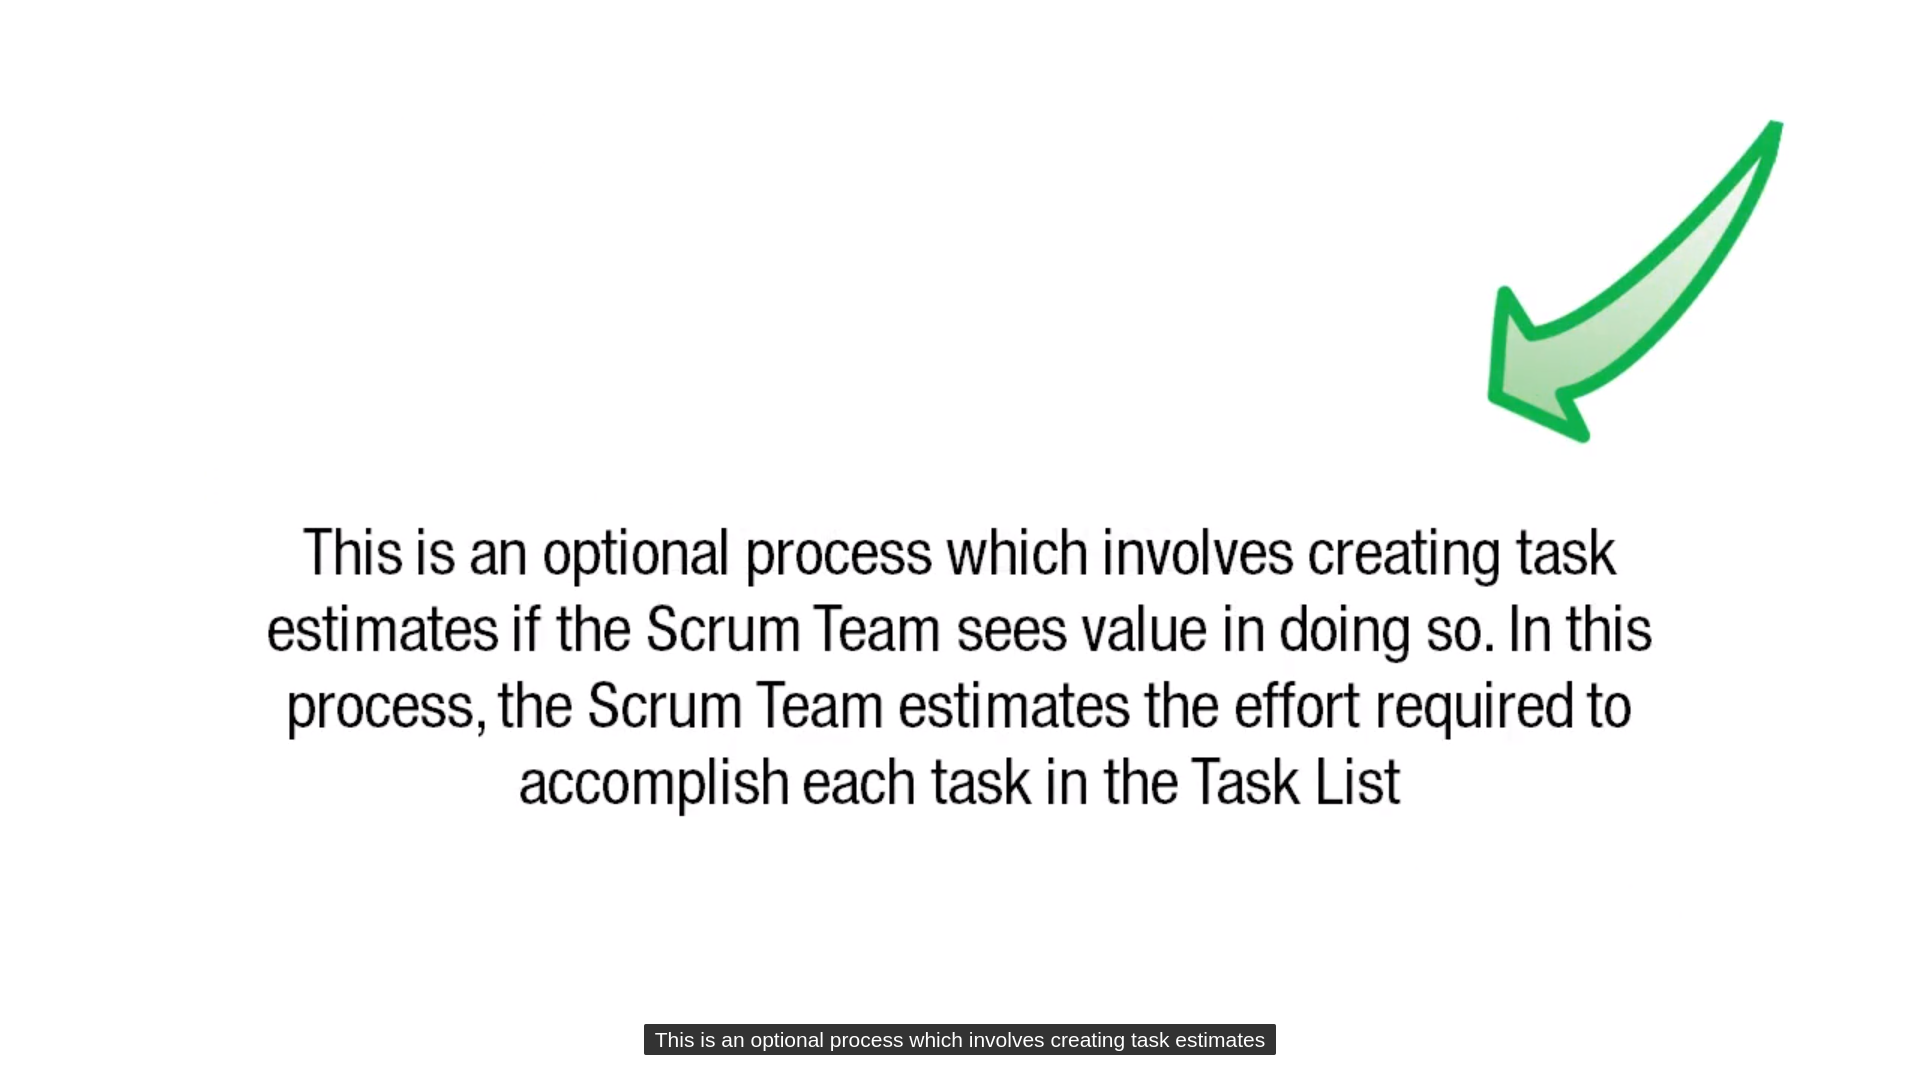 This is an optional process which involves creating task
estimates if the Scrum Team sees value in doing so. In this
process, the Scrum Team estimates the effort required to
accomplish each task in the Task List
This is an optional process which involves creating task estimates